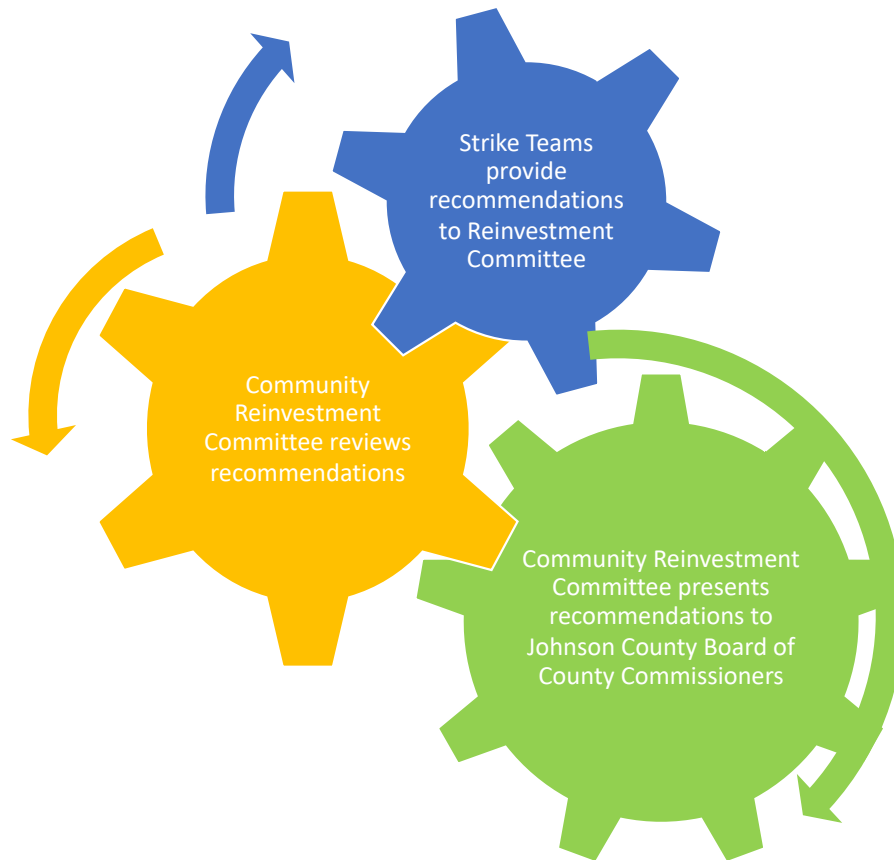 Strike Teams
provide
recommendations
to Reinvestment
Committee
Community
Reinvestment
Committee reviews
recommendations
Community Reinvestment
Committee presents
recommendations to
Johnson County Board of
County Commissioners